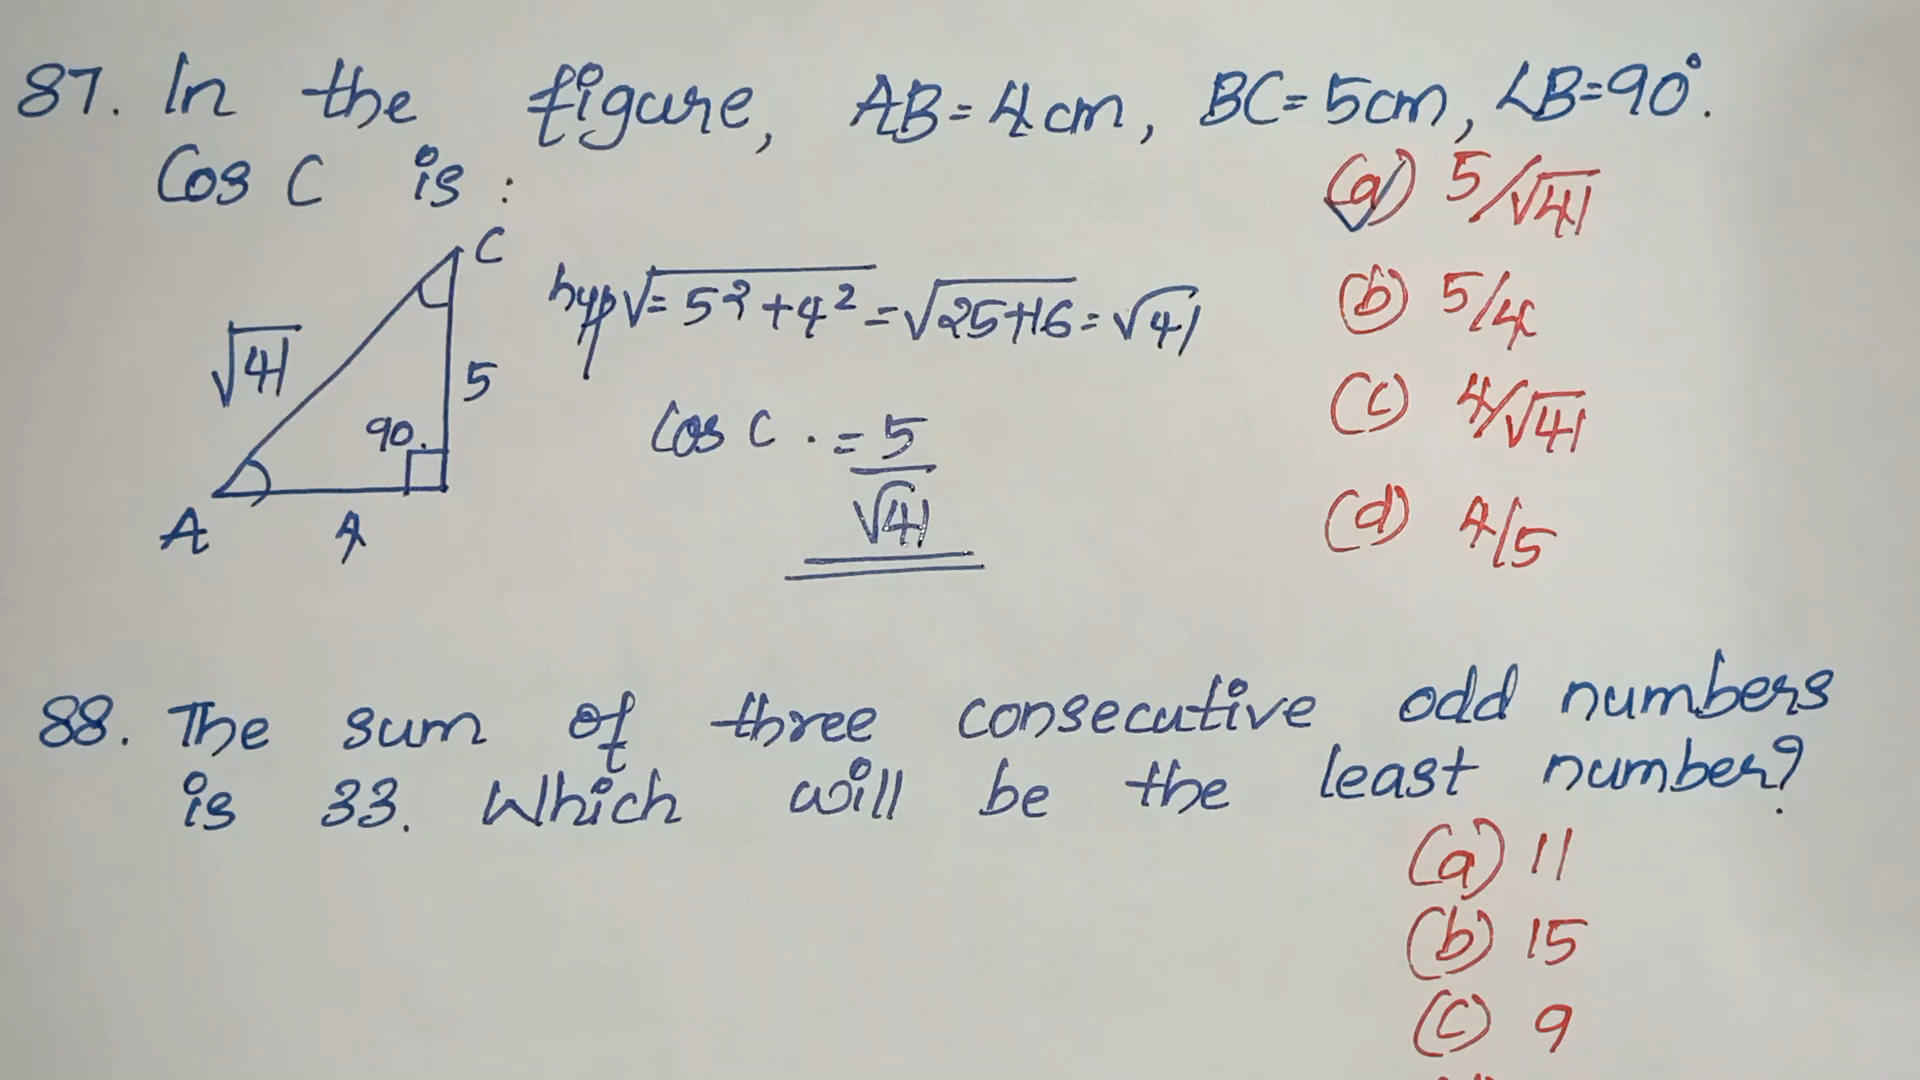 87. In the figure, AB = 4 cm, BC = 5cm, ∠B=90°.
Cos C is :
(a) 5/√41
C
hyp √= 5² + 4² = √25+16 = √41
(b) 5/4
√41
5
(c) 4/√41
90
Cos C . = 5
√41
(d) 4/5
A
4
88. The sum of three consecutive odd numbers
is 33. Which will be the least number?
(a) 11
(b) 15
(c) 9